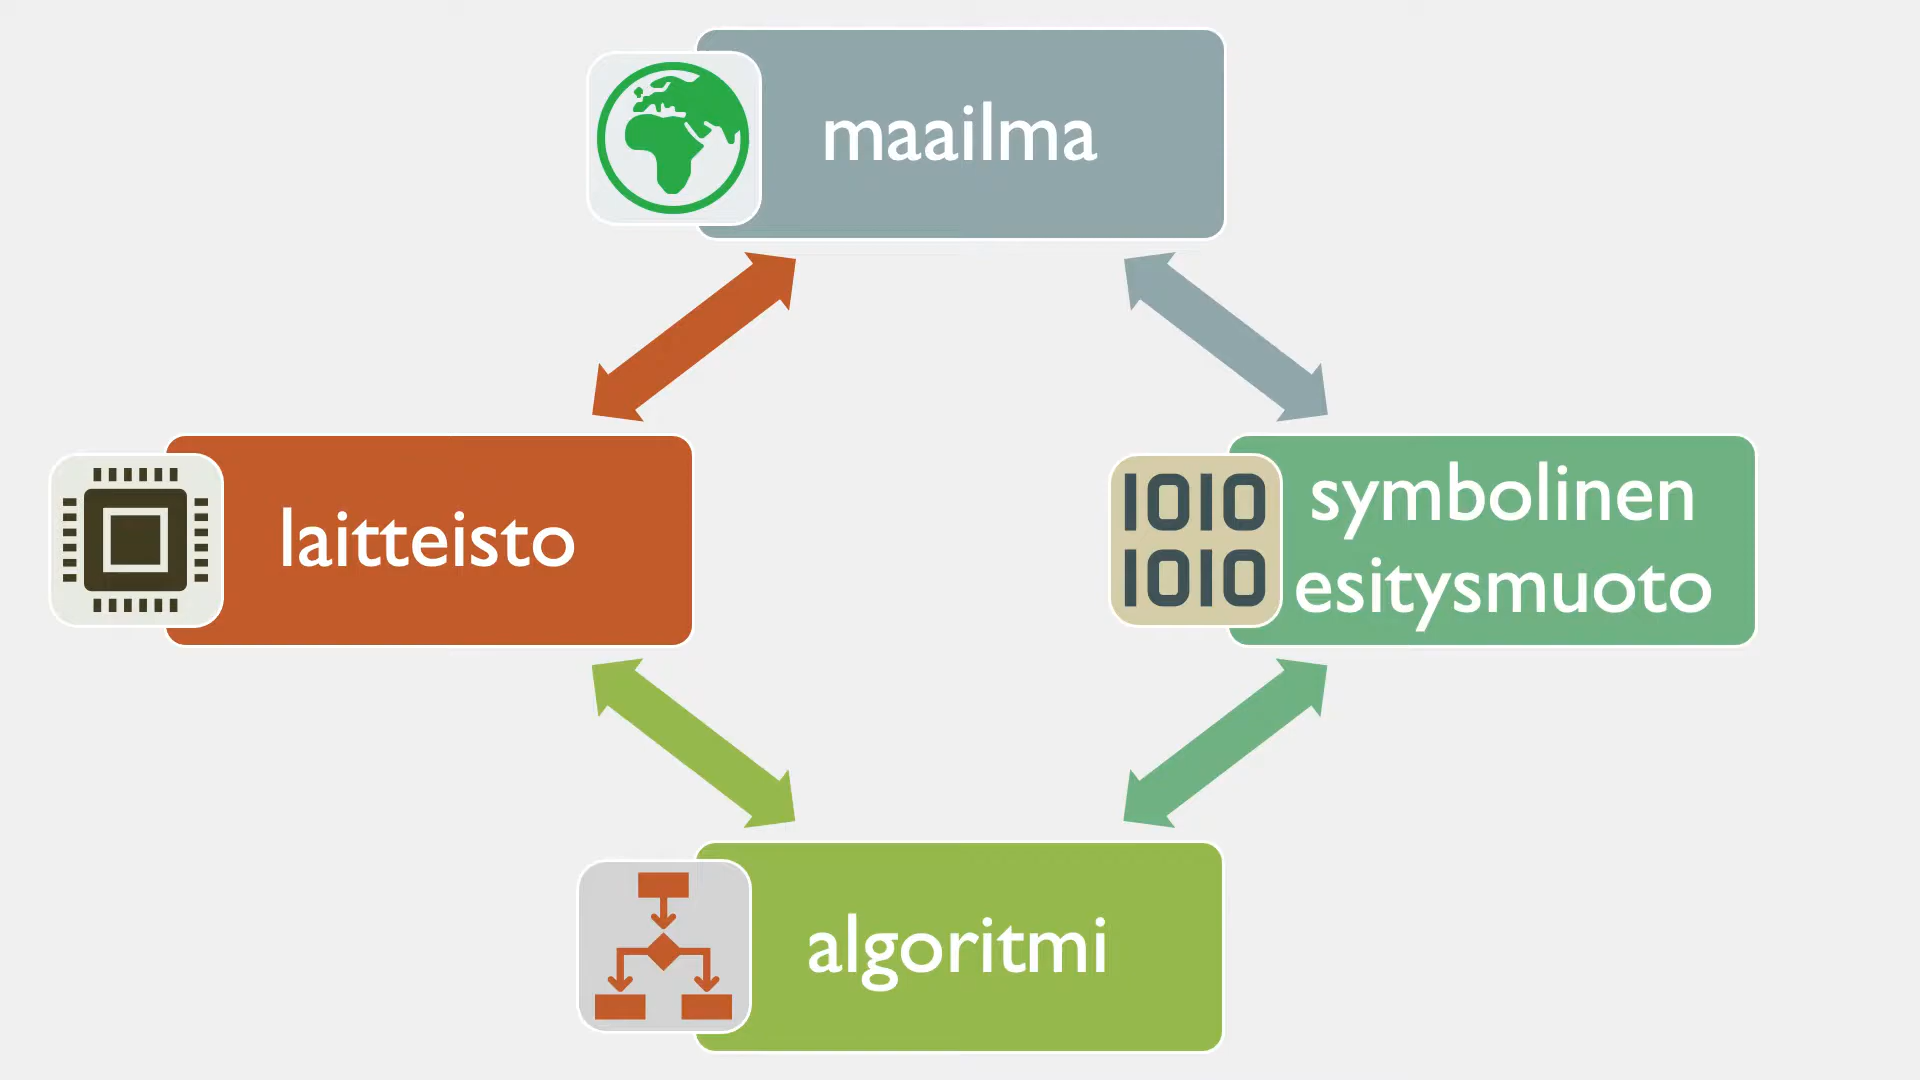 maailma
laitteisto
symbolinen
esitysmuoto
1010
1010
algoritmi